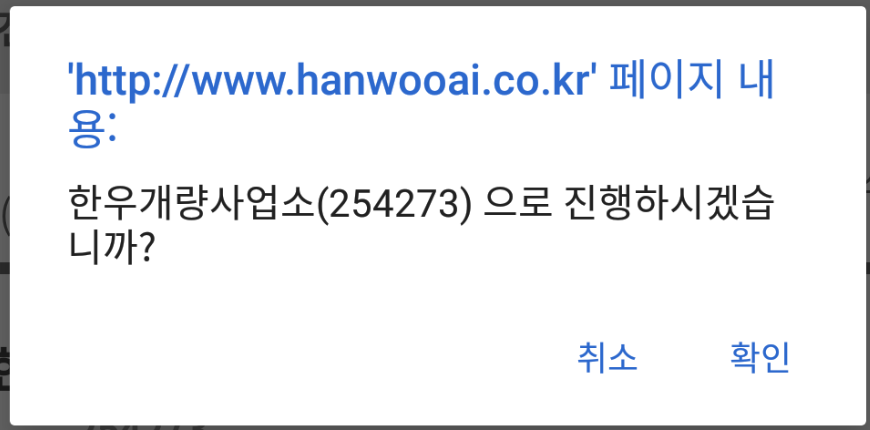 'http://www.hanwooai.co.kr' 페이지 내
용:
한우개량사업소(254273) 으로 진행하시겠습
니까?
취소 확인